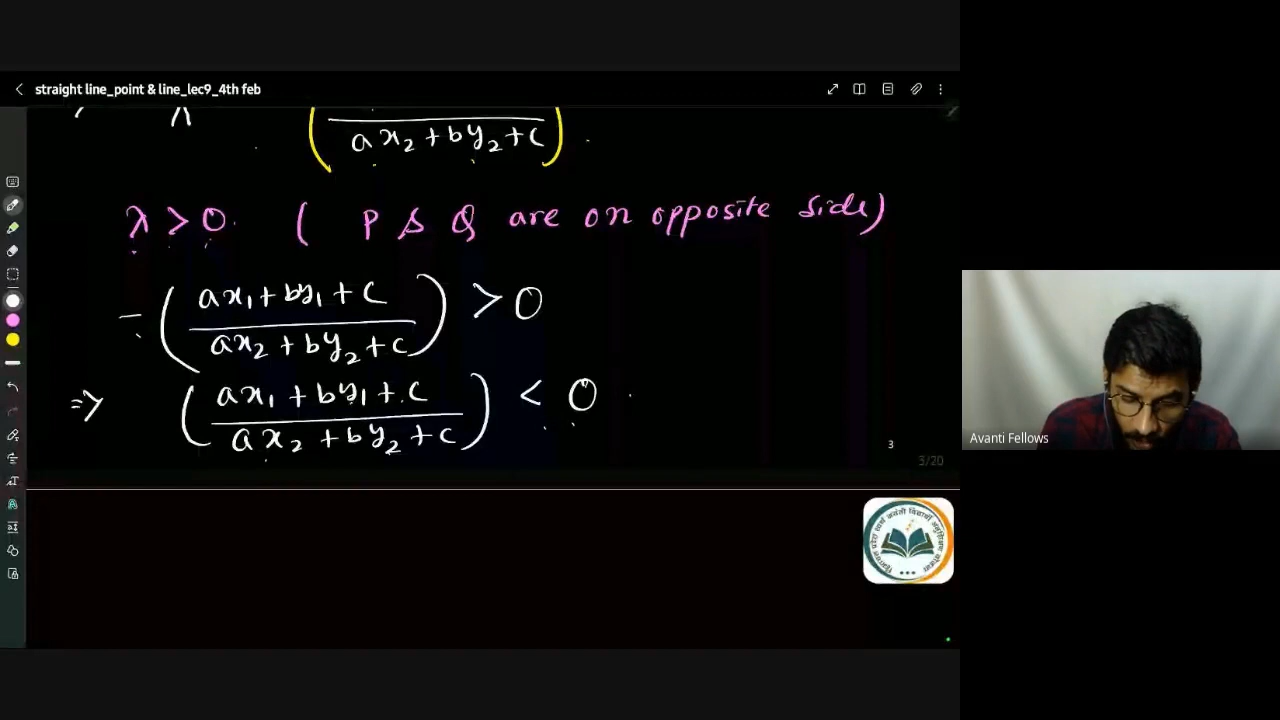 straight line_point & line_lec9_4th feb
λ
ax₂ + by₂ + c
λ > 0. ( P & Q are on opposite side)
- ( ax₁ + by₁ + c / ax₂ + by₂ + c ) > 0
⇒ ( ax₁ + by₁ + c / ax₂ + by₂ + c ) < 0
3
3/20
Avanti Fellows